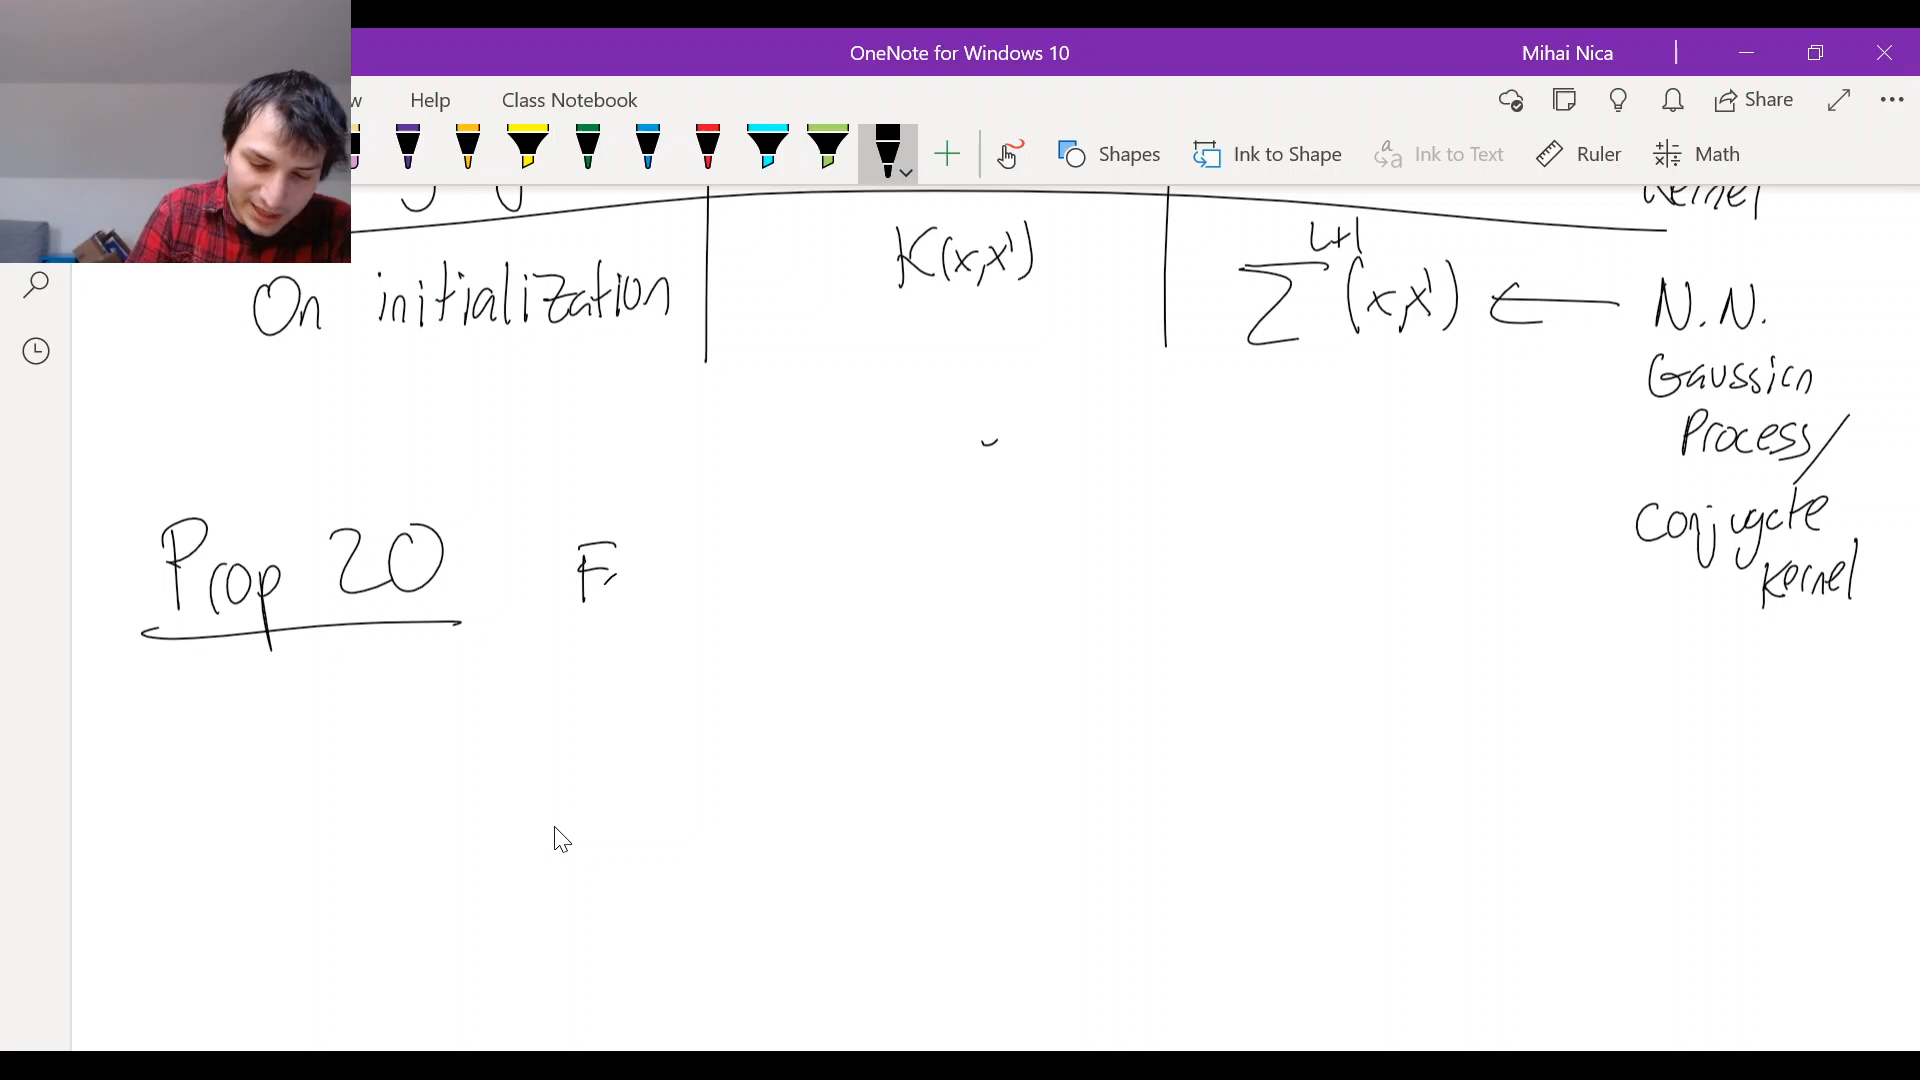 OneNote for Windows 10
Mihai Nica
w
Help
Class Notebook
Share
Shapes
Ink to Shape
Ink to Text
Ruler
Math
Kernel
On initialization
K(x,x')
Σ^{L+1}(x,x') ← N.N.
Gaussian
Process/
Conjugate
Kernel
Prop 20
F